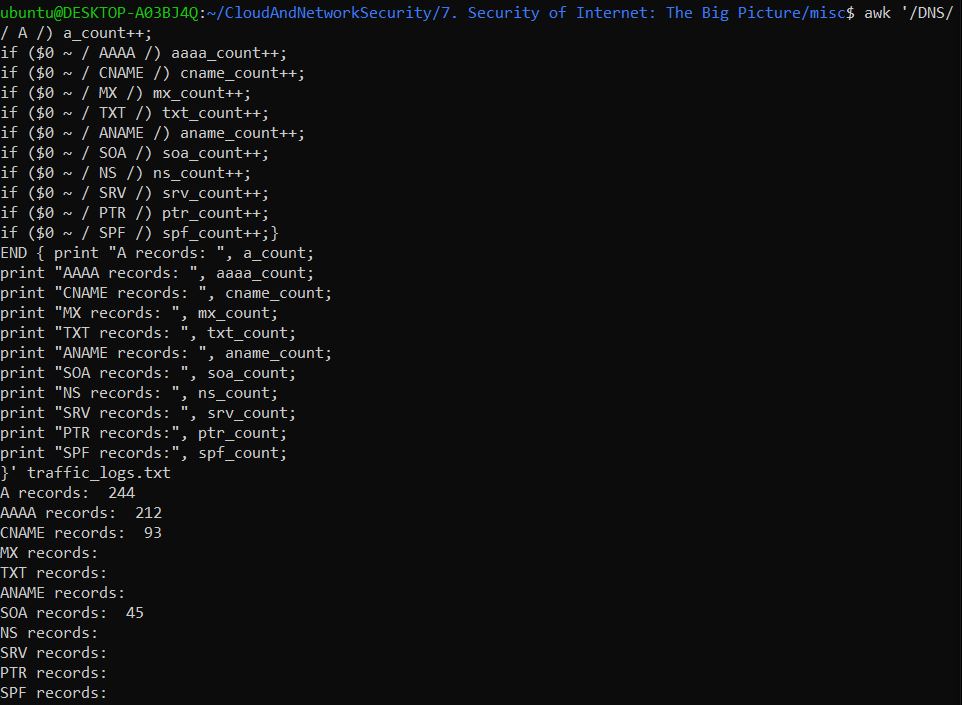 ubuntu@DESKTOP-A03BJ4Q:~/CloudAndNetworkSecurity/7. Security of Internet: The Big Picture/misc$ awk '/DNS/
/ A /) a_count++;
if ($0 ~ / AAAA /) aaaa_count++;
if ($0 ~ / CNAME /) cname_count++;
if ($0 ~ / MX /) mx_count++;
if ($0 ~ / TXT /) txt_count++;
if ($0 ~ / ANAME /) aname_count++;
if ($0 ~ / SOA /) soa_count++;
if ($0 ~ / NS /) ns_count++;
if ($0 ~ / SRV /) srv_count++;
if ($0 ~ / PTR /) ptr_count++;
if ($0 ~ / SPF /) spf_count++;}
END { print "A records: ", a_count;
print "AAAA records: ", aaaa_count;
print "CNAME records: ", cname_count;
print "MX records: ", mx_count;
print "TXT records: ", txt_count;
print "ANAME records: ", aname_count;
print "SOA records: ", soa_count;
print "NS records: ", ns_count;
print "SRV records: ", srv_count;
print "PTR records:", ptr_count;
print "SPF records:", spf_count;
}' traffic_logs.txt
A records:  244
AAAA records:  212
CNAME records:  93
MX records:
TXT records:
ANAME records:
SOA records:  45
NS records:
SRV records:
PTR records:
SPF records: